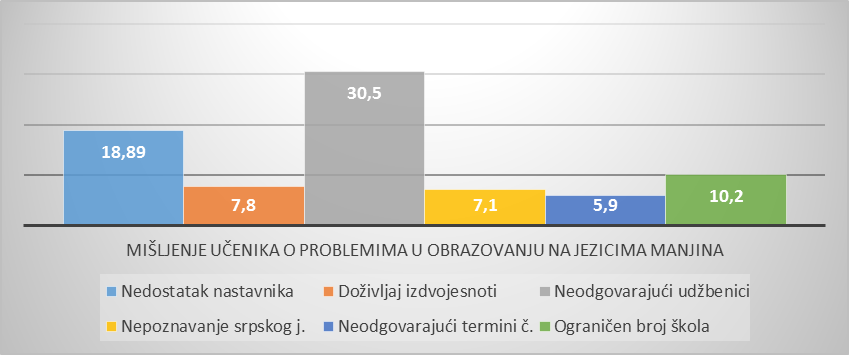 18,89
7,8
30,5
7,1
5,9
10,2
MIŠLJENJE UČENIKA O PROBLEMIMA U OBRAZOVANJU NA JEZICIMA MANJINA
Nedostatak nastavnika Doživljaj izdvojesnoti Neodgovarajući udžbenici
Nepoznavanje srpskog j. Neodgovarajući termini č. Ograničen broj škola